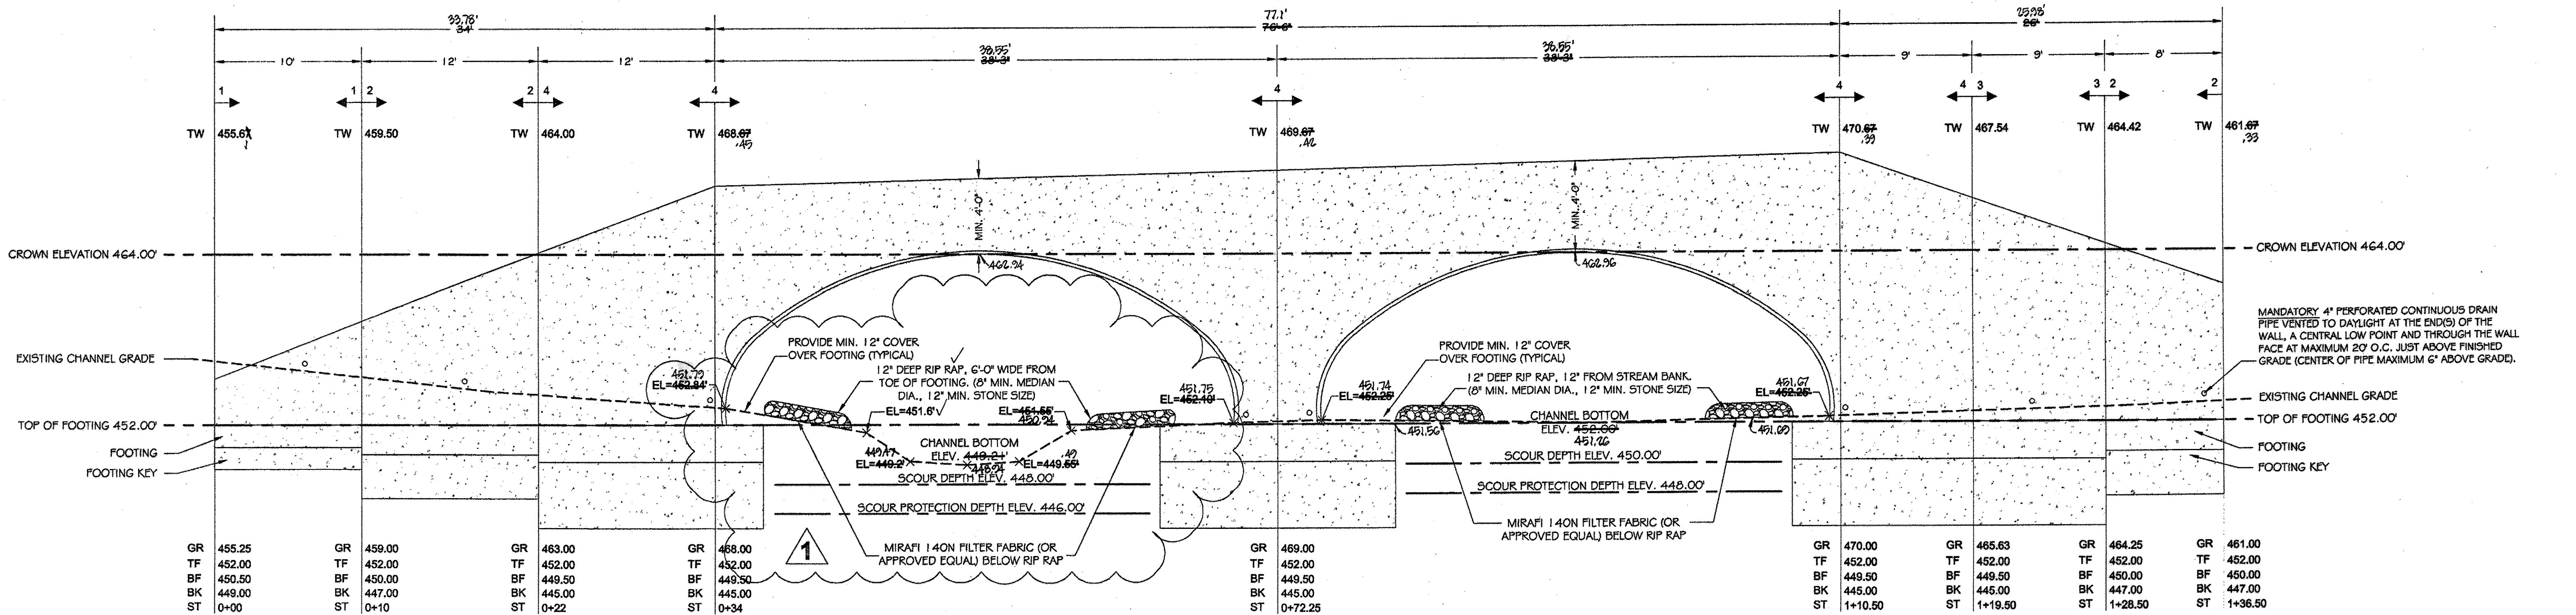 33.78'
34'
77.1'
76'-6"
25.98'
26'
10'
12'
12'
38.55'
38'-3"
38.55'
38'-3"
9'
9'
8'
1
1 2
2 4
4
4
4
4 3
3 2
2
TW 455.67
1
TW 459.50
TW 464.00
TW 468.67
.45
TW 469.67
.42
TW 470.67
.39
TW 467.54
TW 464.42
TW 461.67
.33
MIN. 4'-0"
MIN. 4'-0"
CROWN ELEVATION 464.00'
CROWN ELEVATION 464.00'
462.94
462.96
MANDATORY 4" PERFORATED CONTINUOUS DRAIN
PIPE VENTED TO DAYLIGHT AT THE END(S) OF THE
WALL, A CENTRAL LOW POINT AND THROUGH THE WALL
FACE AT MAXIMUM 20' O.C. JUST ABOVE FINISHED
GRADE (CENTER OF PIPE MAXIMUM 6" ABOVE GRADE).
EXISTING CHANNEL GRADE
PROVIDE MIN. 12" COVER
OVER FOOTING (TYPICAL)
12" DEEP RIP RAP, 6'-0" WIDE FROM
TOE OF FOOTING. (8" MIN. MEDIAN
DIA., 12" MIN. STONE SIZE)
451.79
EL=452.84'
EL=451.6'
EL=451.55'
450.94
451.75
EL=452.10'
PROVIDE MIN. 12" COVER
OVER FOOTING (TYPICAL)
12" DEEP RIP RAP, 12" FROM STREAM BANK.
(8" MIN. MEDIAN DIA., 12" MIN. STONE SIZE)
451.74
EL=452.25'
451.67
EL=452.25'
EXISTING CHANNEL GRADE
TOP OF FOOTING 452.00'
TOP OF FOOTING 452.00'
CHANNEL BOTTOM
ELEV. 449.21'
448.94
449.47
EL=449.2'
.49
EL=449.55'
CHANNEL BOTTOM
ELEV. 452.00'
451.26
451.56
451.69
FOOTING
FOOTING KEY
FOOTING
FOOTING KEY
SCOUR DEPTH ELEV. 448.00'
SCOUR PROTECTION DEPTH ELEV. 446.00'
SCOUR DEPTH ELEV. 450.00'
SCOUR PROTECTION DEPTH ELEV. 448.00'
1
MIRAFI 140N FILTER FABRIC (OR
APPROVED EQUAL) BELOW RIP RAP
MIRAFI 140N FILTER FABRIC (OR
APPROVED EQUAL) BELOW RIP RAP
GR 455.25
TF 452.00
BF 450.50
BK 449.00
ST 0+00
GR 459.00
TF 452.00
BF 450.00
BK 447.00
ST 0+10
GR 463.00
TF 452.00
BF 449.50
BK 445.00
ST 0+22
GR 468.00
TF 452.00
BF 449.50
BK 445.00
ST 0+34
GR 469.00
TF 452.00
BF 449.50
BK 445.00
ST 0+72.25
GR 470.00
TF 452.00
BF 449.50
BK 445.00
ST 1+10.50
GR 465.63
TF 452.00
BF 449.50
BK 445.00
ST 1+19.50
GR 464.25
TF 452.00
BF 450.00
BK 447.00
ST 1+28.50
GR 461.00
TF 452.00
BF 450.00
BK 447.00
ST 1+36.50